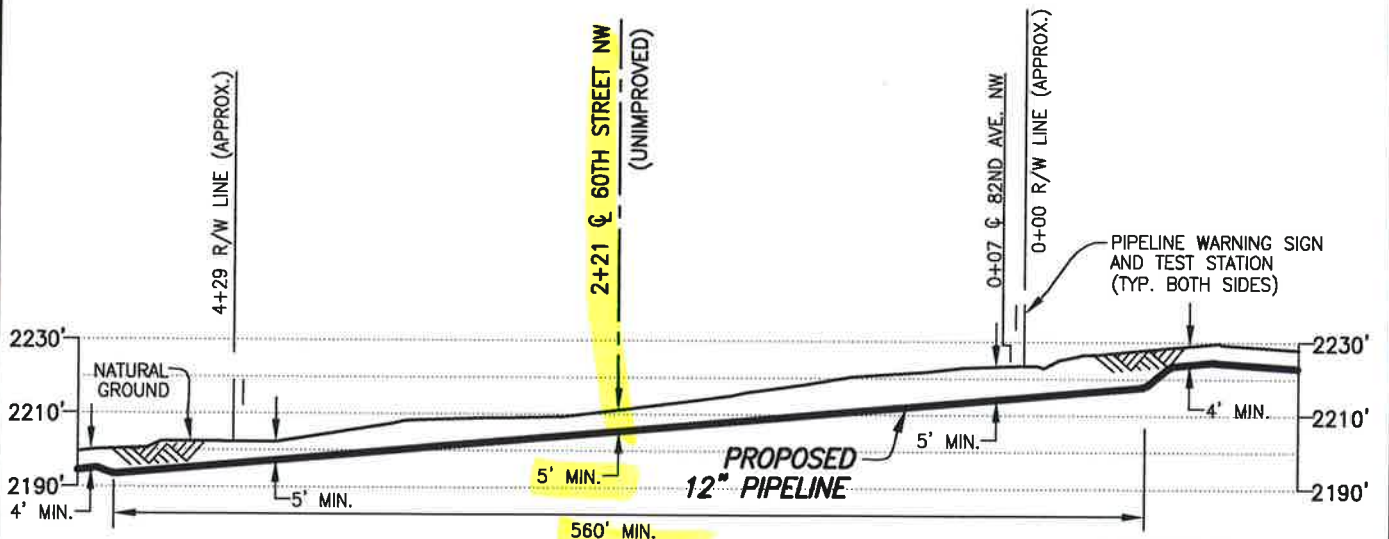 4+29 R/W LINE (APPROX.)
2+21 ℄ 60TH STREET NW
(UNIMPROVED)
0+07 ℄ 82ND AVE. NW
0+00 R/W LINE (APPROX.)
PIPELINE WARNING SIGN
AND TEST STATION
(TYP. BOTH SIDES)
2230'
2230'
NATURAL
GROUND
2210'
2210'
4' MIN.
5' MIN.
PROPOSED
12" PIPELINE
5' MIN.
2190'
2190'
4' MIN.
5' MIN.
560' MIN.